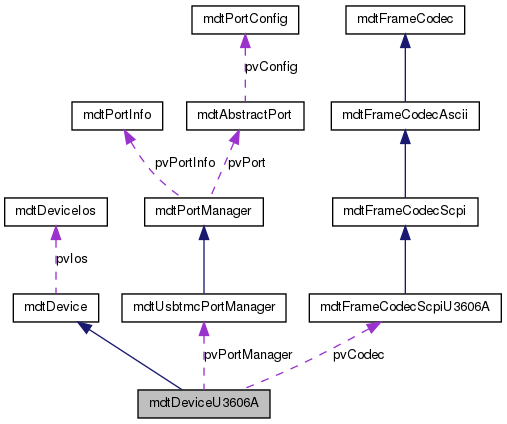 mdtPortConfig mdtFrameCodec
pvConfig
mdtPortInfo mdtAbstractPort mdtFrameCodecAscii
pvPortInfo pvPort
mdtDeviceIos mdtPortManager mdtFrameCodecScpi
pvIos
mdtDevice mdtUsbtmcPortManager mdtFrameCodecScpiU3606A
pvPortManager pvCodec
mdtDeviceU3606A